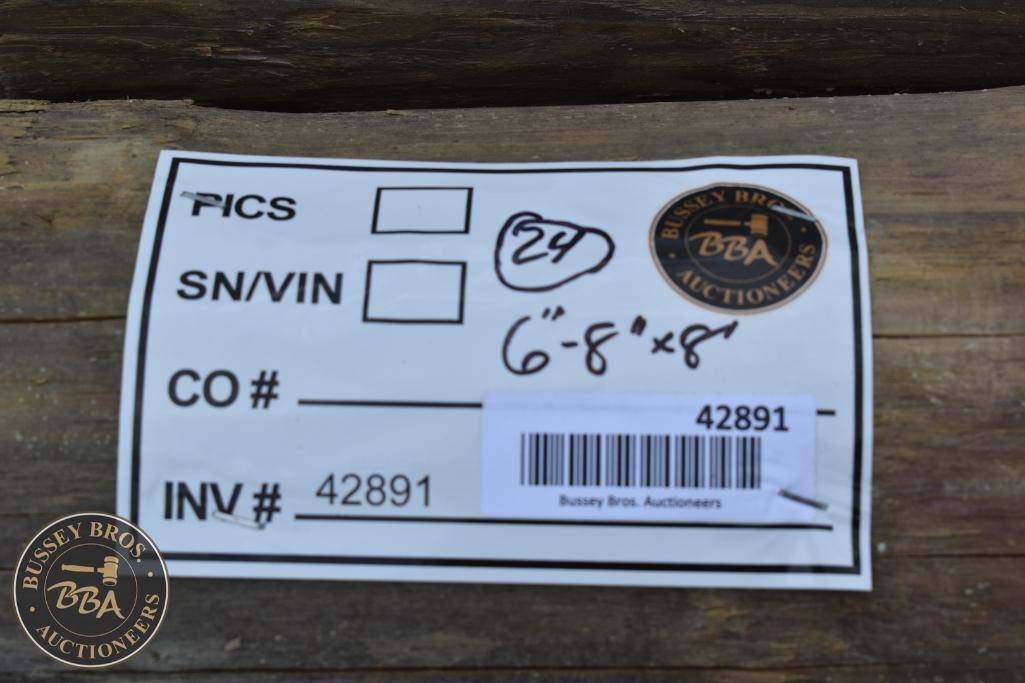 PICS
SN/VIN
CO #
INV # 42891
24
6"-8" x 8'
BUSSEY BROS.
BBA
AUCTIONEERS
42891
Bussey Bros. Auctioneers
BUSSEY BROS.
BBA
AUCTIONEERS